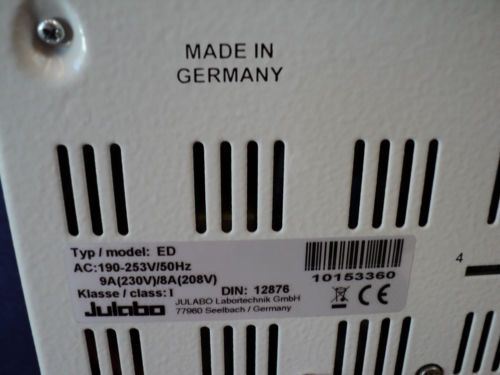 MADE IN
GERMANY
Typ / model: ED
AC:190-253V/50Hz
9A(230V)/8A(208V)
Klasse / class: I
DIN: 12876
10153360
Julabo
JULABO Labortechnik GmbH
77960 Seelbach / Germany
CE
4